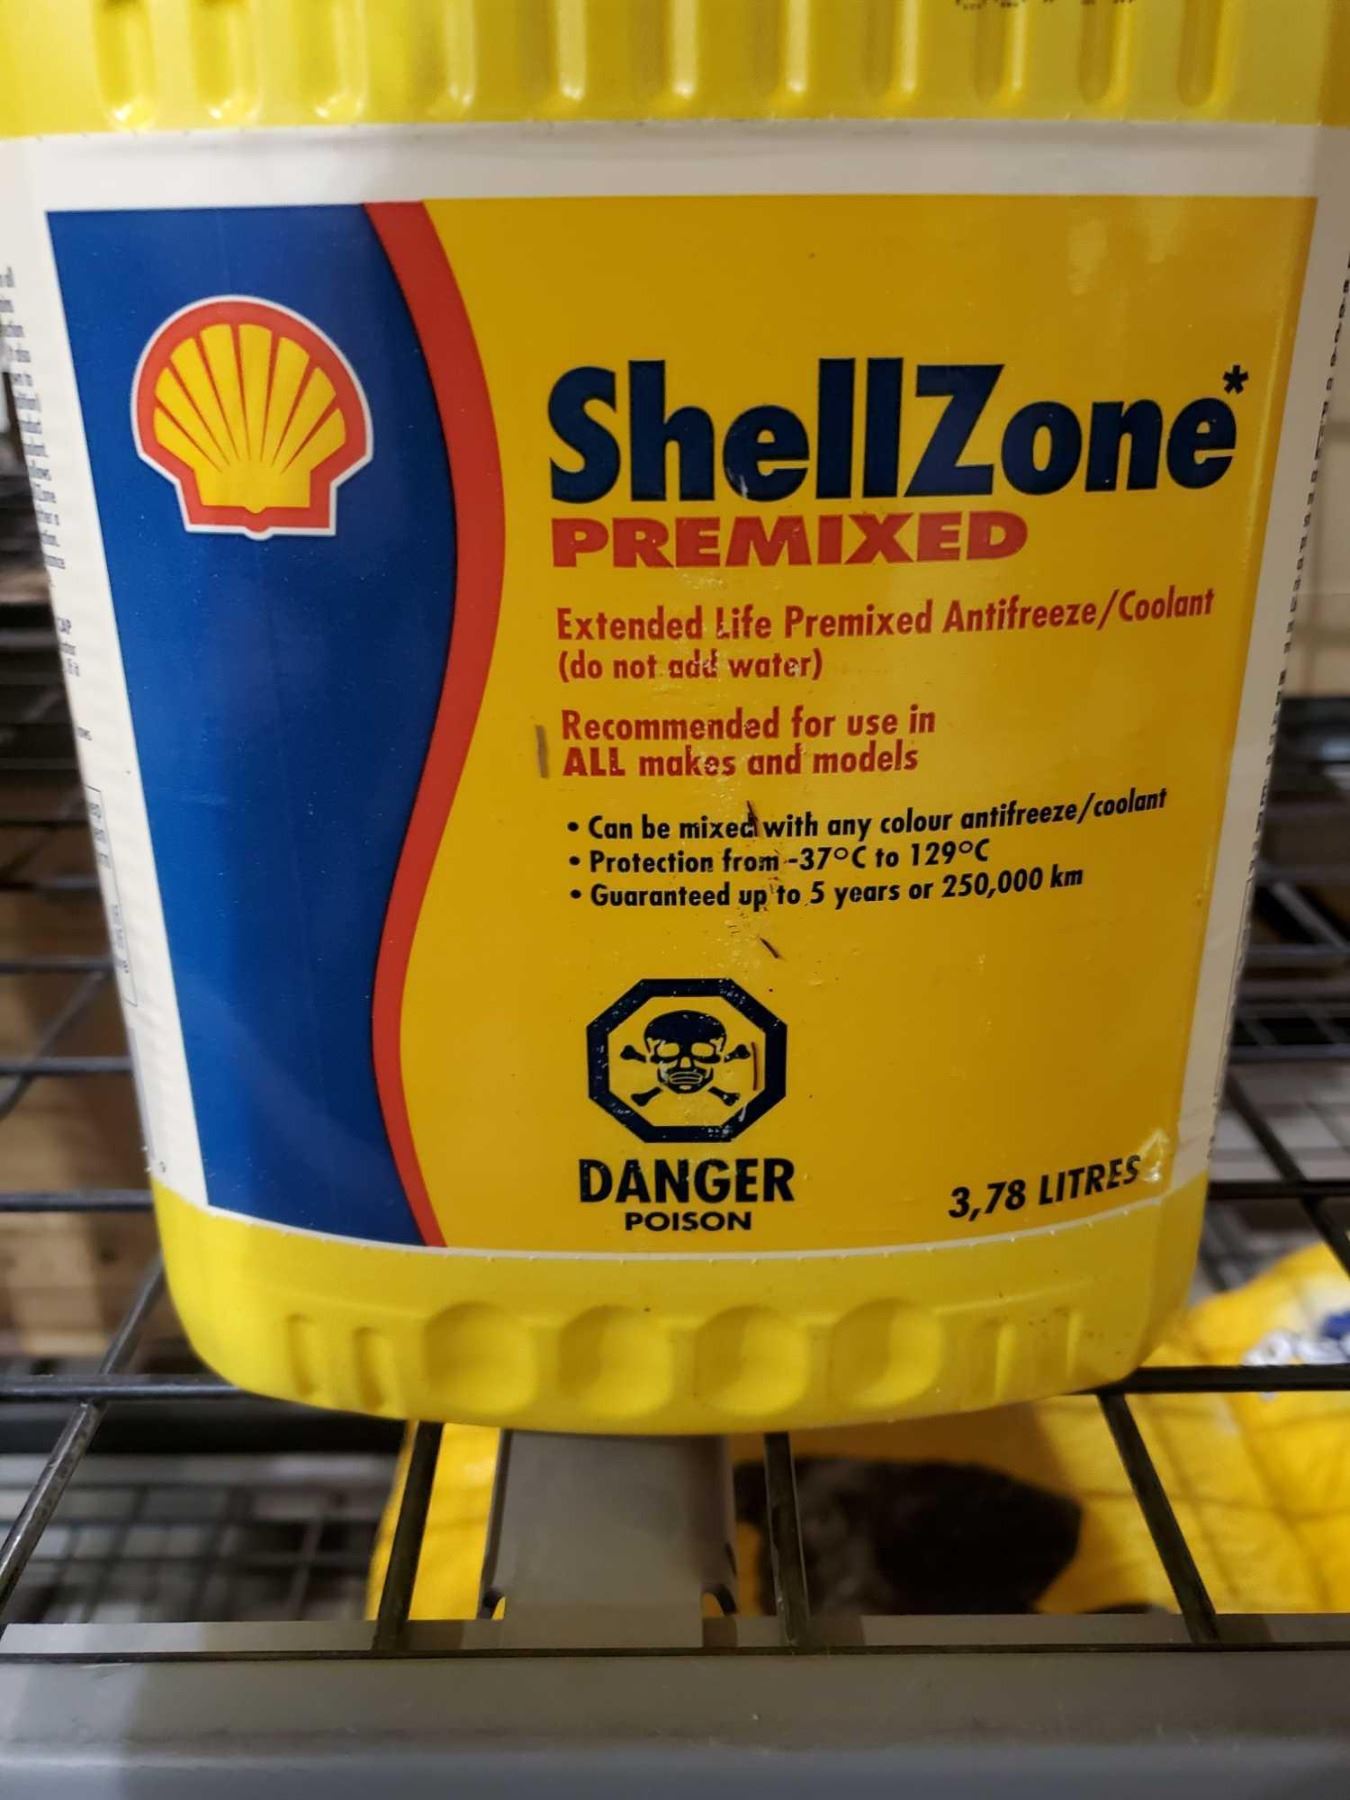 ShellZone*
PREMIXED
Extended Life Premixed Antifreeze/Coolant
(do not add water)
Recommended for use in
ALL makes and models
• Can be mixed with any colour antifreeze/coolant
• Protection from -37°C to 129°C
• Guaranteed up to 5 years or 250,000 km
DANGER
POISON
3,78 LITRES